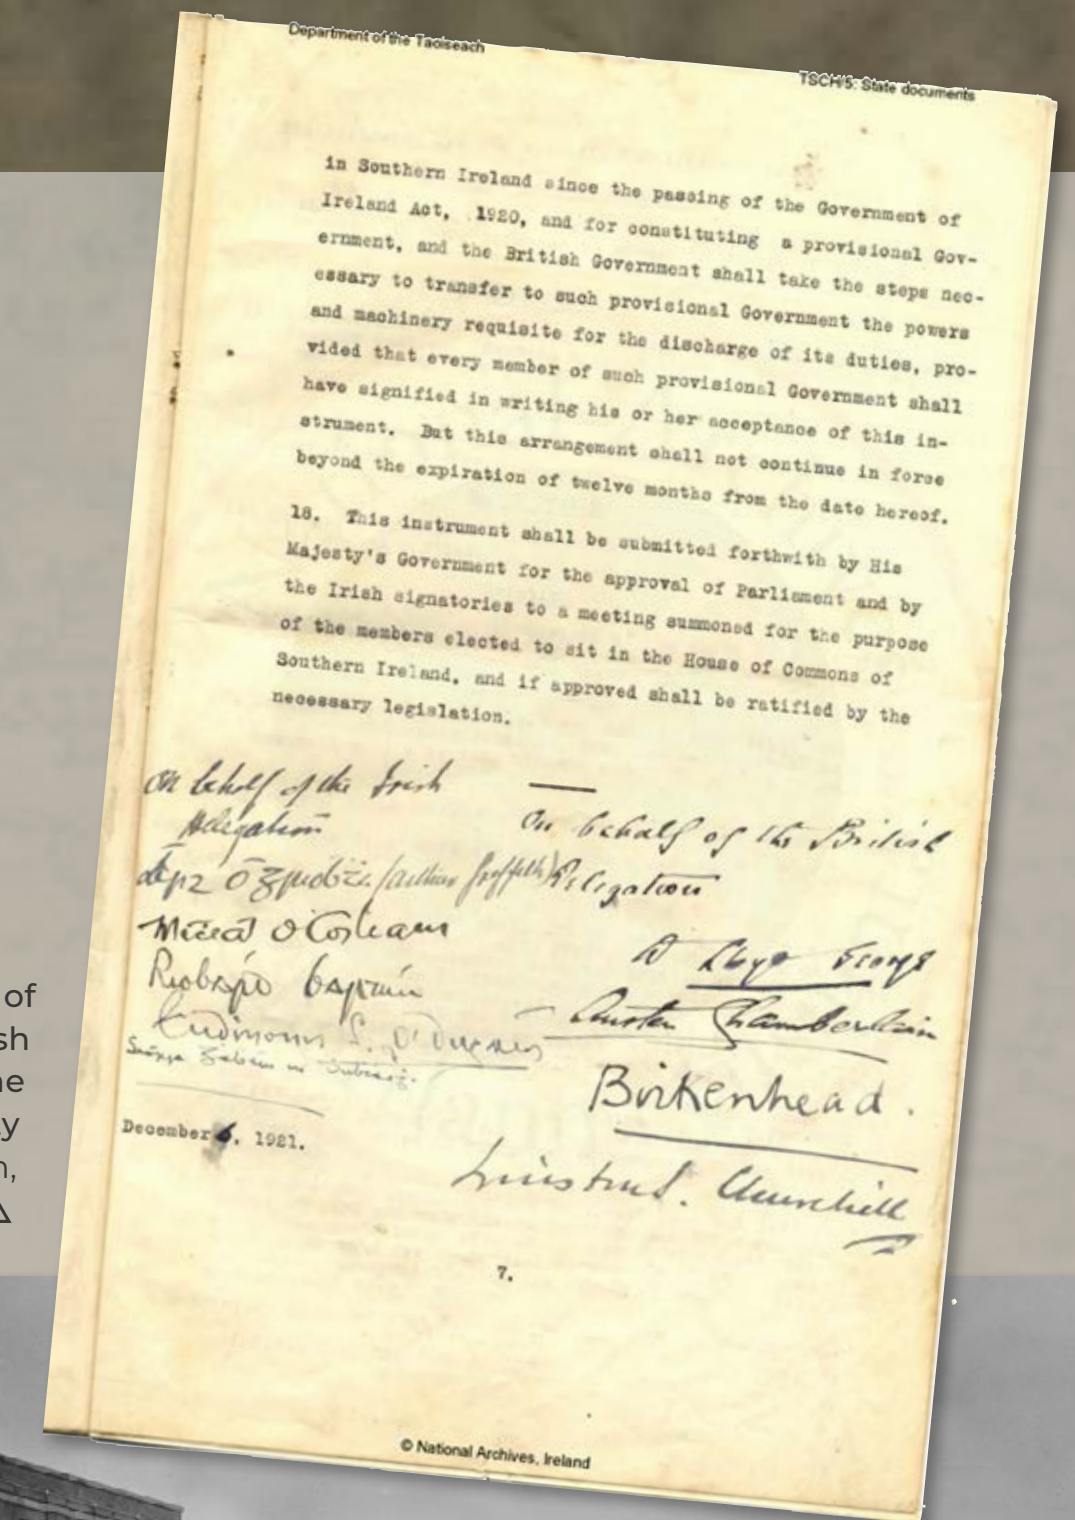 Department of the Taoiseach
TSCH/5: State documents
in Southern Ireland since the passing of the Government of
Ireland Act, 1920, and for constituting a provisional Gov-
ernment, and the British Government shall take the steps nec-
essary to transfer to such provisional Government the powers
and machinery requisite for the discharge of its duties, pro-
vided that every member of such provisional Government shall
have signified in writing his or her acceptance of this in-
strument. But this arrangement shall not continue in force
beyond the expiration of twelve months from the date hereof.
18. This instrument shall be submitted forthwith by His
Majesty's Government for the approval of Parliament and by
the Irish signatories to a meeting summoned for the purpose
of the members elected to sit in the House of Commons of
Southern Ireland, and if approved shall be ratified by the
necessary legislation.
On behalf of the Irish
Delegation
(Arthur Griffith)
Mícheál Ó Coileáin
Riobárd Bartún
December 6, 1921.
On behalf of the British
Delegation
D Lloyd George
Austen Chamberlain
Birkenhead.
Winston S. Churchill
7.
© National Archives, Ireland
of